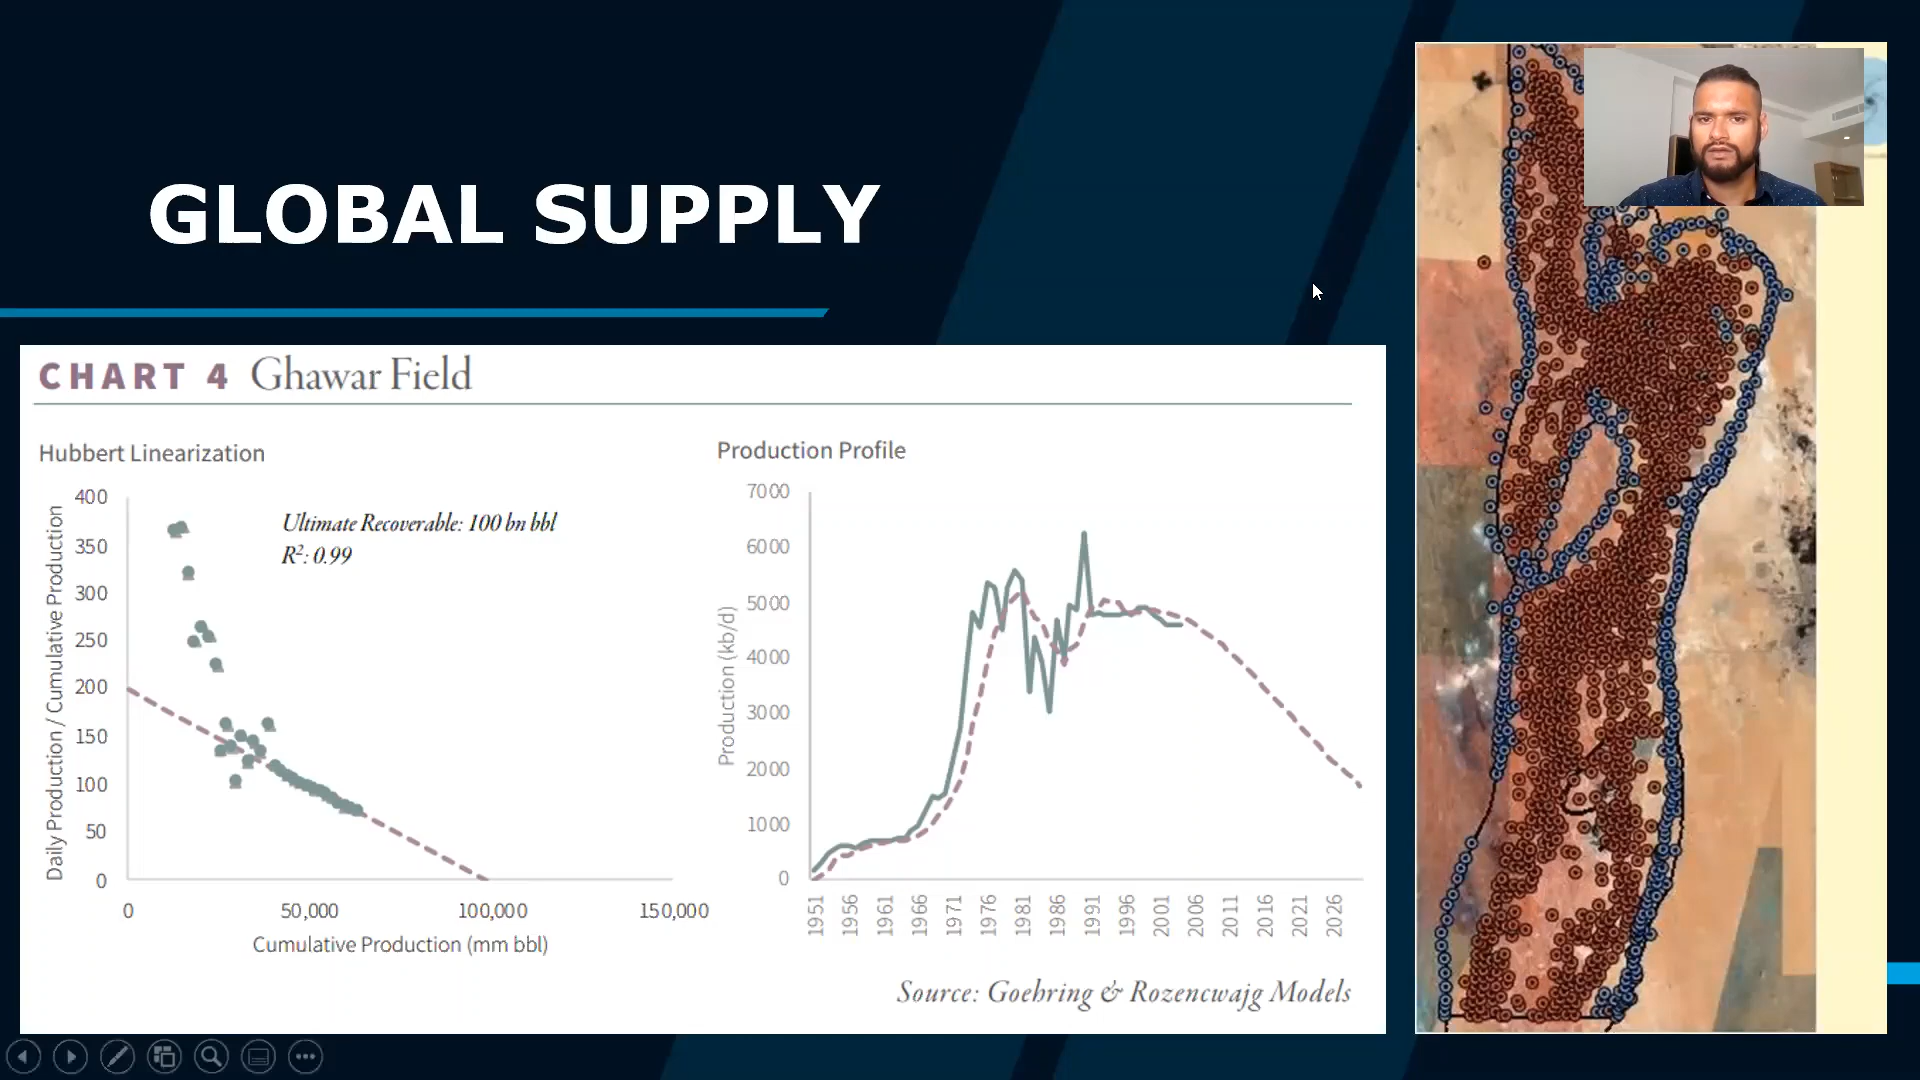 GLOBAL SUPPLY
CHART 4 Ghawar Field
Hubbert Linearization
Daily Production / Cumulative Production
400
350
300
250
200
150
100
50
0
Ultimate Recoverable: 100 bn bbl
R²: 0.99
0 50,000 100,000 150,000
Cumulative Production (mm bbl)
Production Profile
Production (kb/d)
7000
6000
5000
4000
3000
2000
1000
0
1951 1956 1961 1966 1971 1976 1981 1986 1991 1996 2001 2006 2011 2016 2021 2026
Source: Goehring & Rozencwajg Models